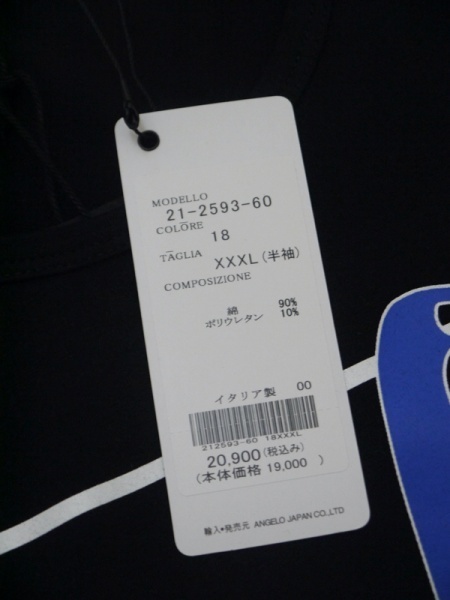 MODELLO
21-2593-60
COLORE
18
TAGLIA
XXXL(半袖)
COMPOSIZIONE
綿 90%
ポリウレタン 10%
イタリア製 00
212593-60 18XXXL
20,900(税込み)
(本体価格 19,000 )
輸入・発売元 ANGELO JAPAN CO.,LTD